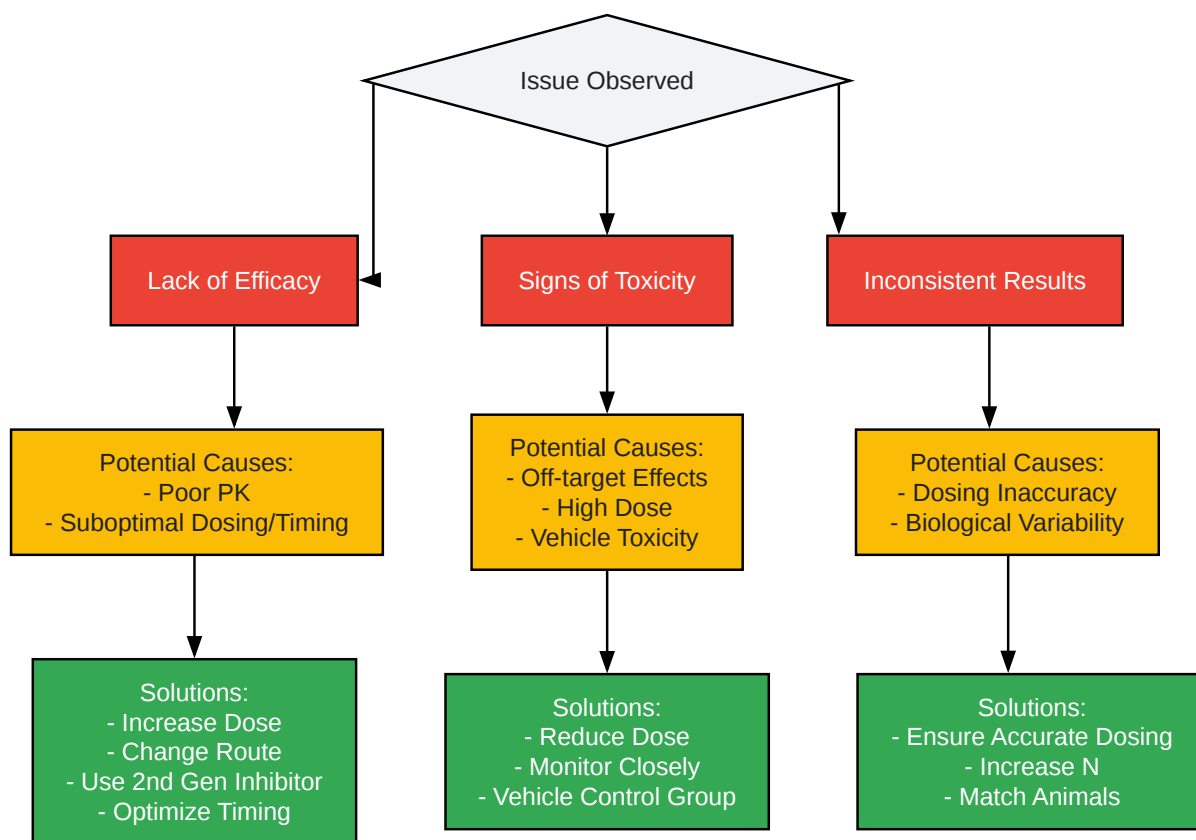 Issue Observed
Lack of Efficacy
Signs of Toxicity
Inconsistent Results
Potential Causes:
- Poor PK
- Suboptimal Dosing/Timing
Potential Causes:
- Off-target Effects
- High Dose
- Vehicle Toxicity
Potential Causes:
- Dosing Inaccuracy
- Biological Variability
Solutions:
- Increase Dose
- Change Route
- Use 2nd Gen Inhibitor
- Optimize Timing
Solutions:
- Reduce Dose
- Monitor Closely
- Vehicle Control Group
Solutions:
- Ensure Accurate Dosing
- Increase N
- Match Animals